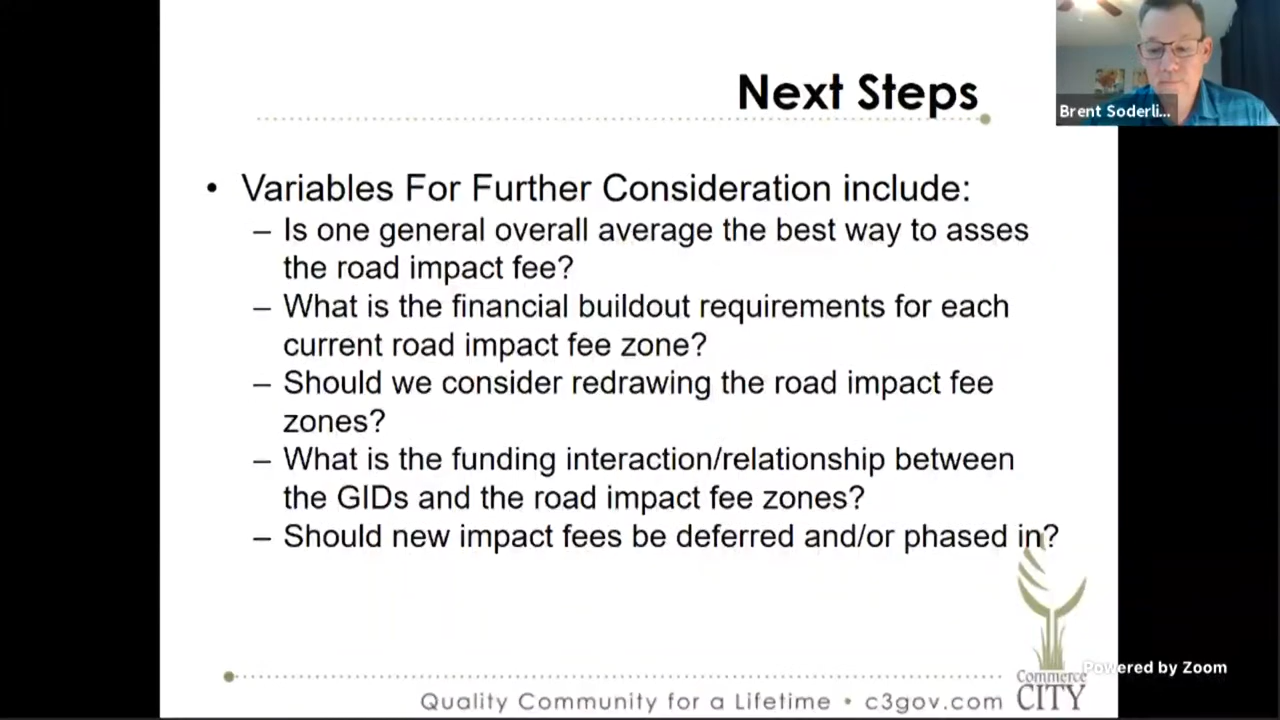 Next Steps
Brent Soderli...
• Variables For Further Consideration include:
– Is one general overall average the best way to asses
the road impact fee?
– What is the financial buildout requirements for each
current road impact fee zone?
– Should we consider redrawing the road impact fee
zones?
– What is the funding interaction/relationship between
the GIDs and the road impact fee zones?
– Should new impact fees be deferred and/or phased in?
Powered by Zoom
Commerce
CITY
Quality Community for a Lifetime • c3gov.com